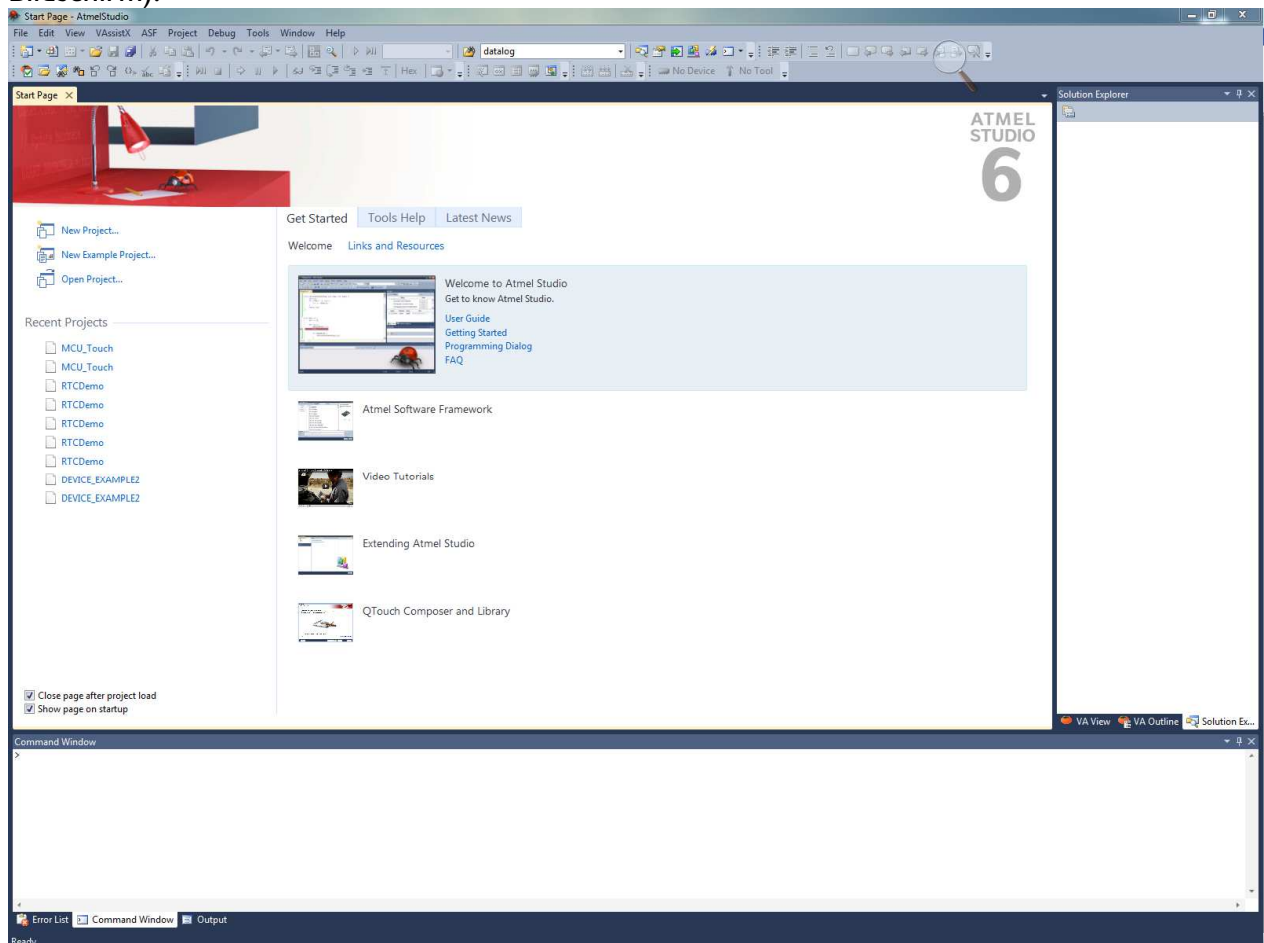 Start Page - AtmelStudio
File Edit View VAssistX ASF Project Debug Tools Window Help
datalog
Hex No Device No Tool
Start Page
Solution Explorer
ATMEL
STUDIO
6
New Project...
New Example Project...
Open Project...
Recent Projects
MCU_Touch
MCU_Touch
RTCDemo
RTCDemo
RTCDemo
RTCDemo
RTCDemo
DEVICE_EXAMPLE2
DEVICE_EXAMPLE2
Close page after project load
Show page on startup
Get Started Tools Help Latest News
Welcome Links and Resources
Welcome to Atmel Studio
Get to know Atmel Studio.
User Guide
Getting Started
Programming Dialog
FAQ
Atmel Software Framework
Video Tutorials
Extending Atmel Studio
QTouch Composer and Library
VA View VA Outline Solution Ex...
Command Window
>
Error List Command Window Output
Ready